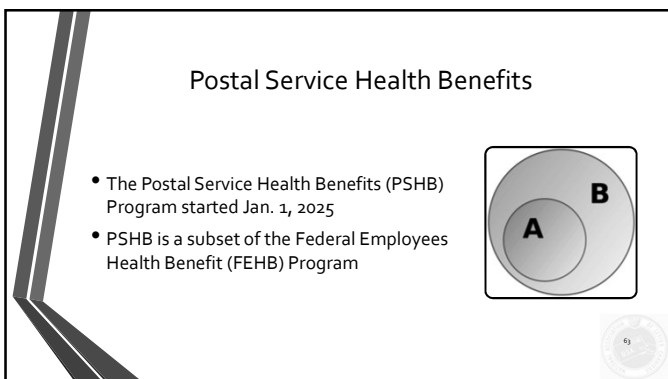 Postal Service Health Benefits
• The Postal Service Health Benefits (PSHB)
Program started Jan. 1, 2025
• PSHB is a subset of the Federal Employees
Health Benefit (FEHB) Program
B
A
63